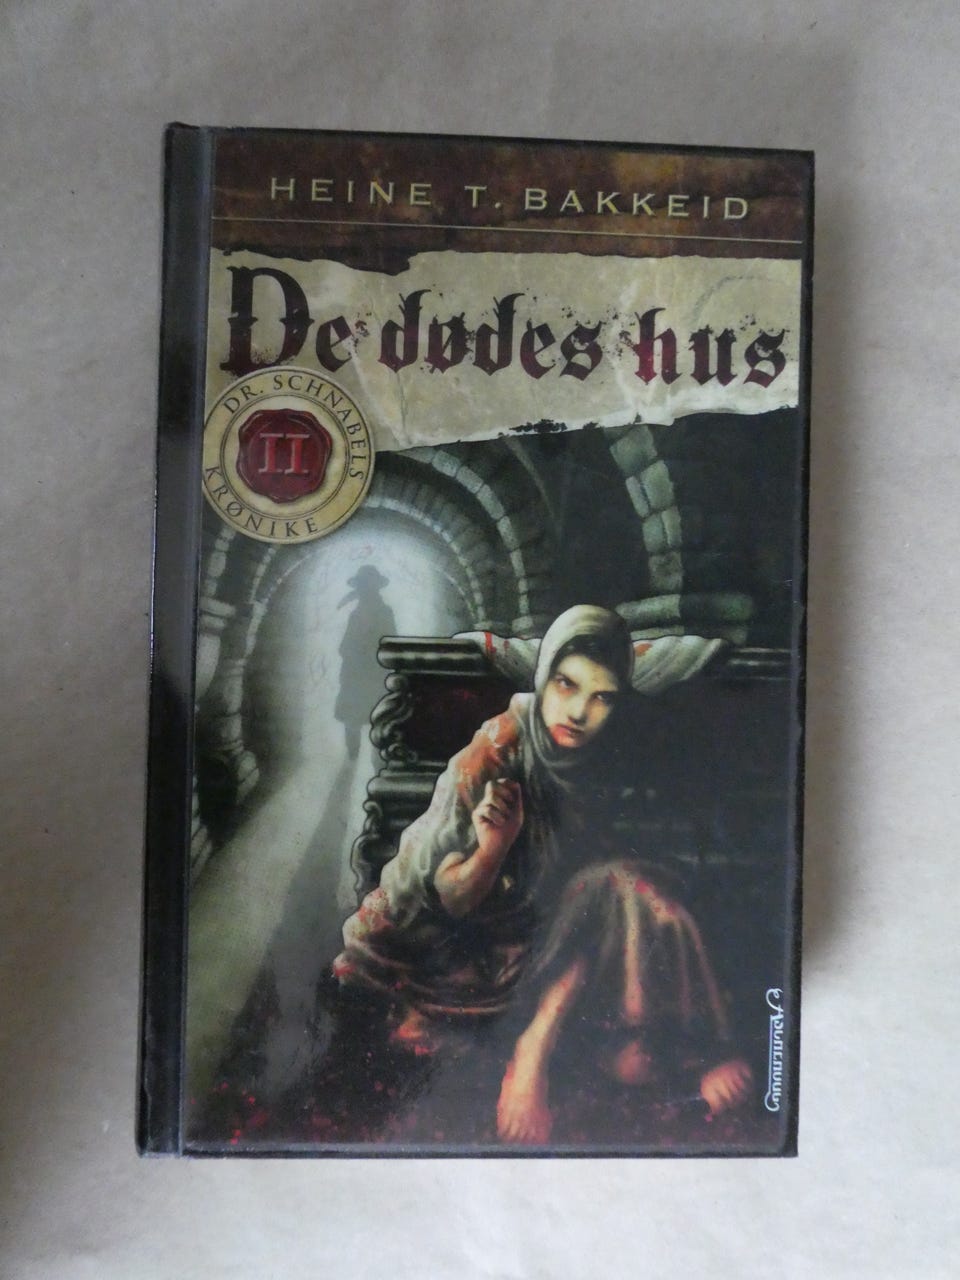 HEINE T. BAKKEID
De dødes hus
DR. SCHNABELS
II
KRØNIKE
Aschehoug